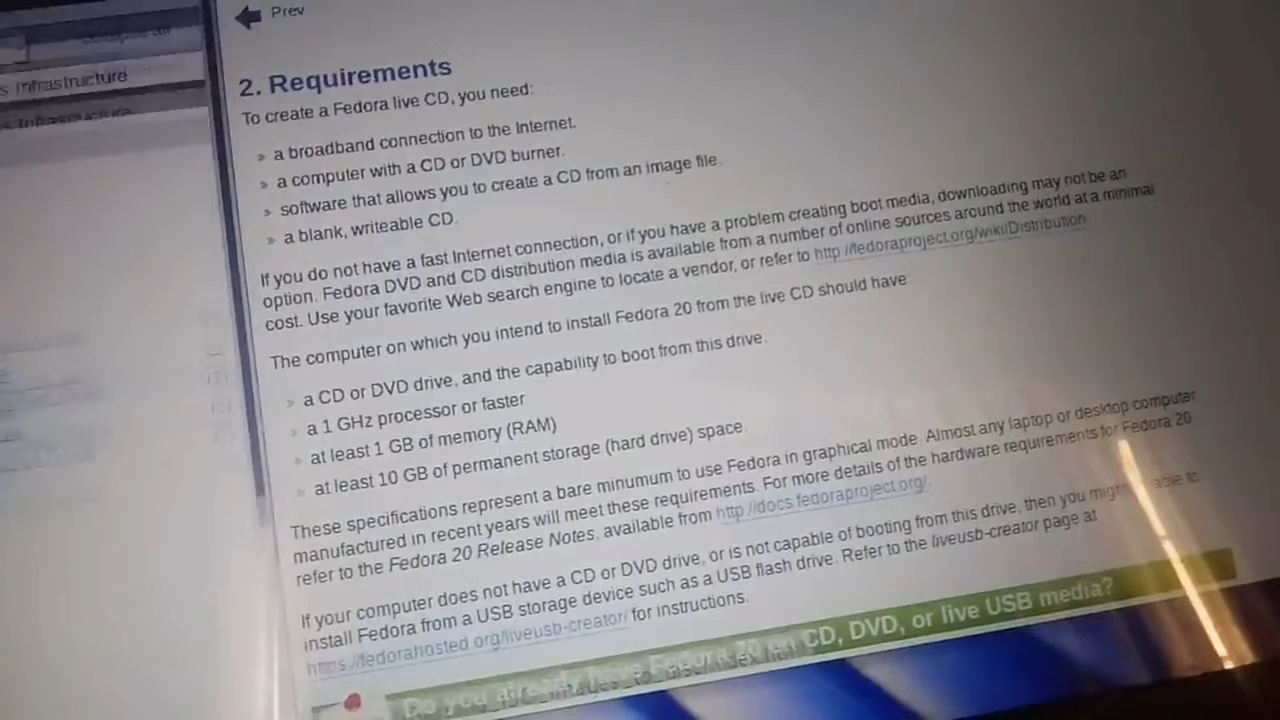 Prev
s Infrastructure
s Infrastructure
2. Requirements
To create a Fedora live CD, you need:
» a broadband connection to the Internet.
» a computer with a CD or DVD burner.
» software that allows you to create a CD from an image file.
» a blank, writeable CD.
If you do not have a fast Internet connection, or if you have a problem creating boot media, downloading may not be an
option. Fedora DVD and CD distribution media is available from a number of online sources around the world at a minimal
cost. Use your favorite Web search engine to locate a vendor, or refer to http://fedoraproject.org/wiki/Distribution
The computer on which you intend to install Fedora 20 from the live CD should have:
» a CD or DVD drive, and the capability to boot from this drive.
» a 1 GHz processor or faster
» at least 1 GB of memory (RAM)
» at least 10 GB of permanent storage (hard drive) space.
These specifications represent a bare minumum to use Fedora in graphical mode. Almost any laptop or desktop computer
manufactured in recent years will meet these requirements. For more details of the hardware requirements for Fedora 20
refer to the Fedora 20 Release Notes, available from http://docs.fedoraproject.org/.
If your computer does not have a CD or DVD drive, or is not capable of booting from this drive, then you might able to
install Fedora from a USB storage device such as a USB flash drive. Refer to the liveusb-creator page at
https://fedorahosted.org/liveusb-creator/ for instructions.
Do you already have Fedora 20 on CD, DVD, or live USB media?